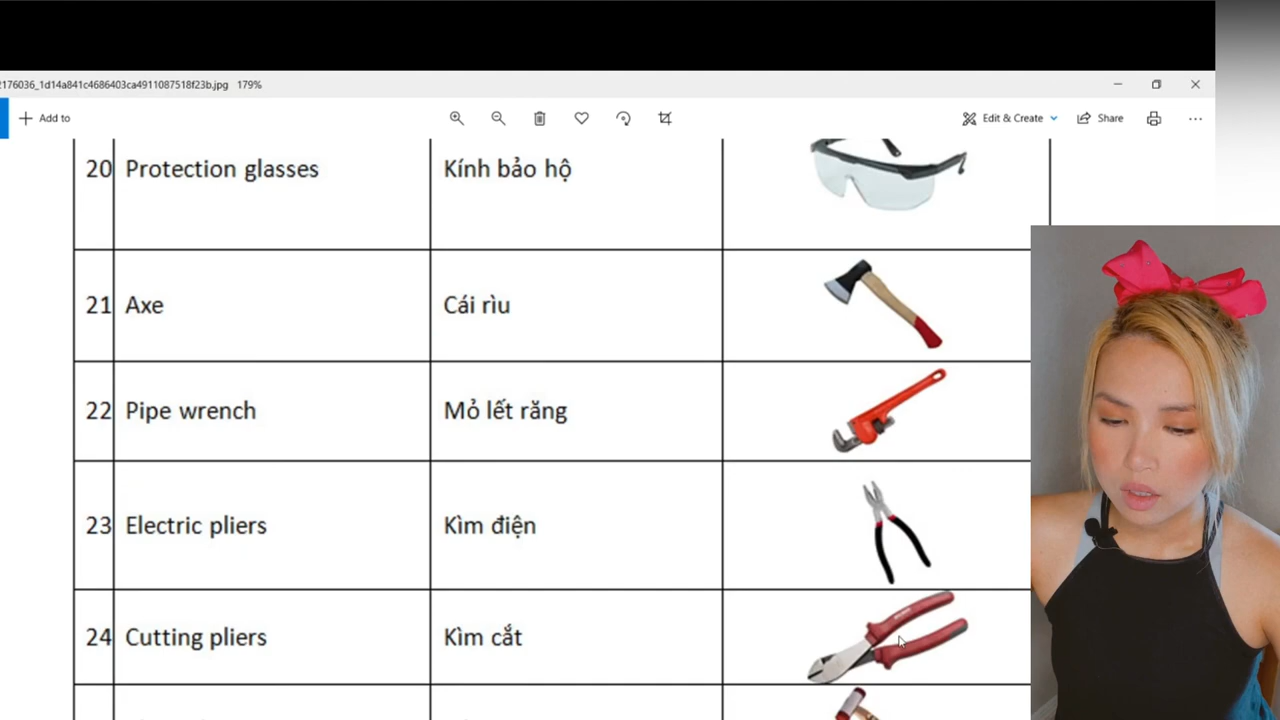 2176036_1d14a841c4686403ca4911087518f23b.jpg 179%
Add to
Edit & Create
Share
20 Protection glasses Kính bảo hộ
21 Axe Cái rìu
22 Pipe wrench Mỏ lết răng
23 Electric pliers Kìm điện
24 Cutting pliers Kìm cắt